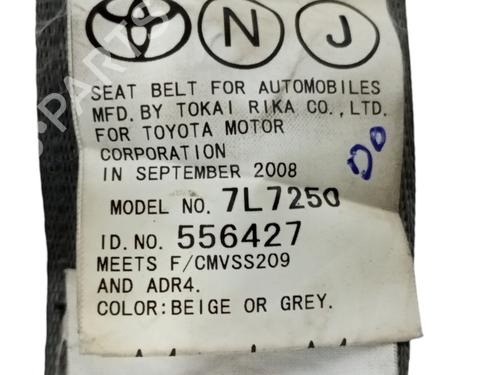 N J
SEAT BELT FOR AUTOMOBILES
MFD. BY TOKAI RIKA CO., LTD.
FOR TOYOTA MOTOR
CORPORATION
IN SEPTEMBER 2008
MODEL NO. 7L7250
ID. NO. 556427
MEETS F/CMVSS209
AND ADR4.
COLOR: BEIGE OR GREY.